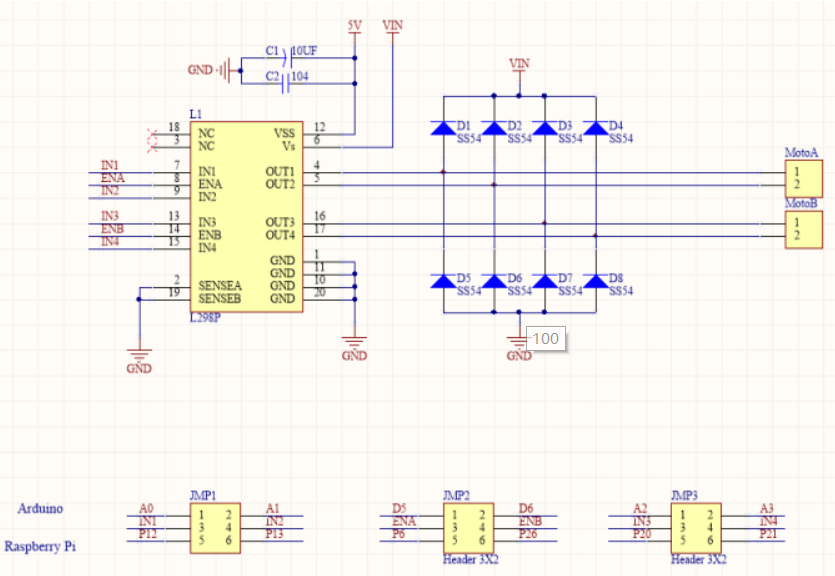 5V VIN
C1 10UF
GND
C2 104
VIN
L1
18 NC VSS 12
3 NC Vs 6
D1 SS54
D2 SS54
D3 SS54
D4 SS54
MotoA
1
2
IN1 7 IN1 OUT1 4
ENA 8 ENA OUT2 5
IN2 9 IN2
MotoB
1
2
IN3 13 IN3 OUT3 16
ENB 14 ENB OUT4 17
IN4 15 IN4
GND 1
GND 11
2 SENSEA GND 10
19 SENSEB GND 20
D5 SS54
D6 SS54
D7 SS54
D8 SS54
L298P
GND
GND
GND
100
JMP1
JMP2
JMP3
Arduino
A0 1 2 A1
IN1 3 4 IN2
P12 5 6 P13
D5 1 2 D6
ENA 3 4 ENB
P6 5 6 P26
A2 1 2 A3
IN3 3 4 IN4
P20 5 6 P21
Raspberry Pi
Header 3X2
Header 3X2